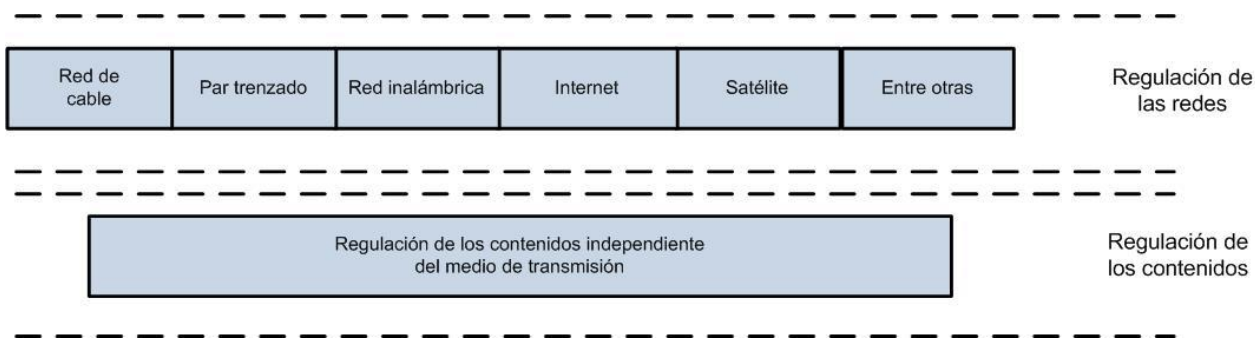 Red de
cable
Par trenzado
Red inalámbrica
Internet
Satélite
Entre otras
Regulación de
las redes
Regulación de los contenidos independiente
del medio de transmisión
Regulación de
los contenidos